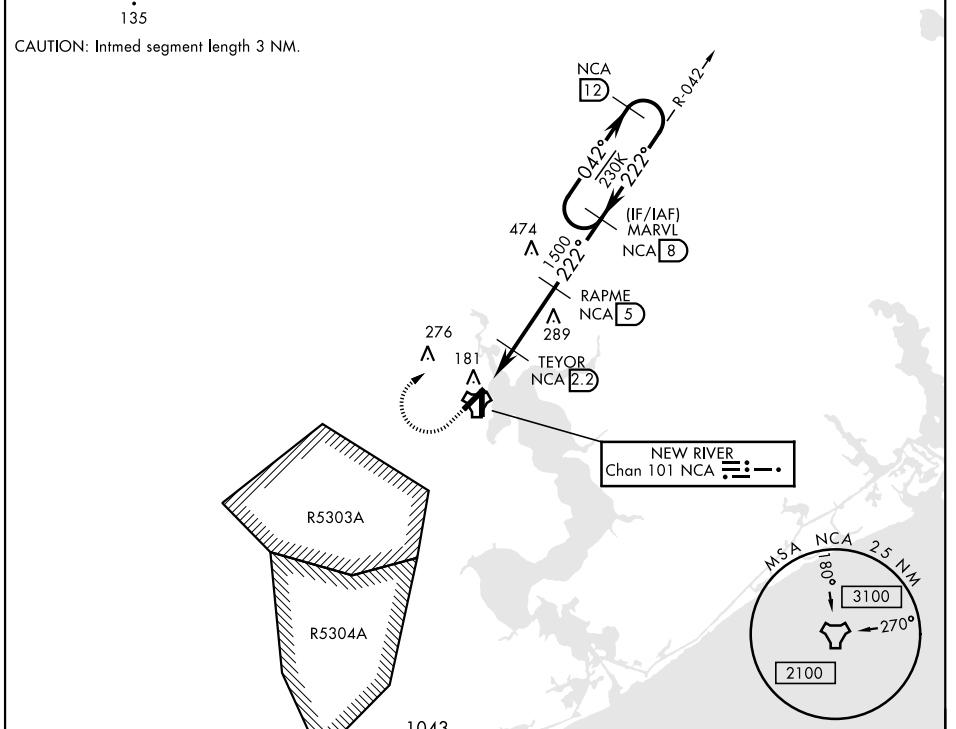 135
CAUTION: Intmed segment length 3 NM.
NCA
12
R-042
042°
230K
222°
(IF/IAF)
MARVL
NCA 8
474
1500
222°
RAPME
NCA 5
289
276
181
TEYOR
NCA 2.2
NEW RIVER
Chan 101 NCA
R5303A
R5304A
MSA NCA 25 NM
180°
3100
270°
2100
1043